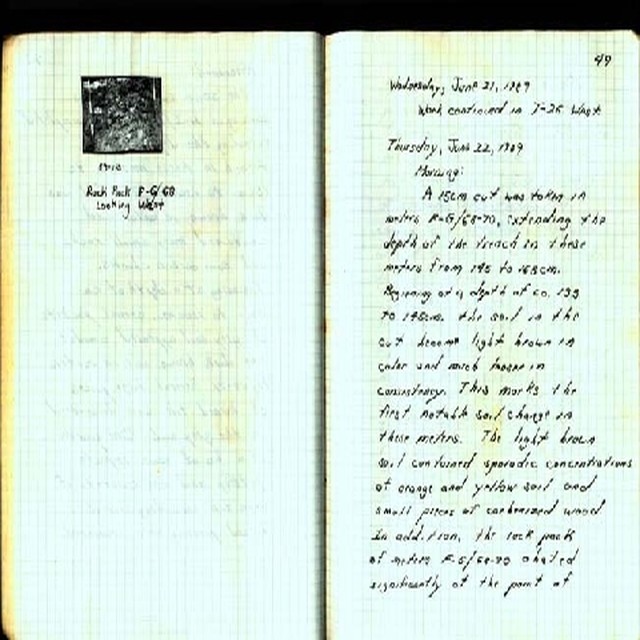 Rock Pack F-G/68
Looking West
49
Wednesday, June 21, 1989
Work continued in J-26 West.
Thursday, June 22, 1989
Morning:
A 15cm cut was taken in
meters F-G/68-70, extending the
depth of the trench in these
meters from 145 to 168cm.
Beginning at a depth of ca. 139
to 145cm. the soil in the
cut became light brown in
color and much looser in
consistency. This marks the
first notable soil change in
these meters. The light brown
soil contained sporadic concentrations
of orange and yellow soil and
small pieces of carbonized wood
In addition, the rock pack
of meters F-G/68-70 abated
significantly at the point of